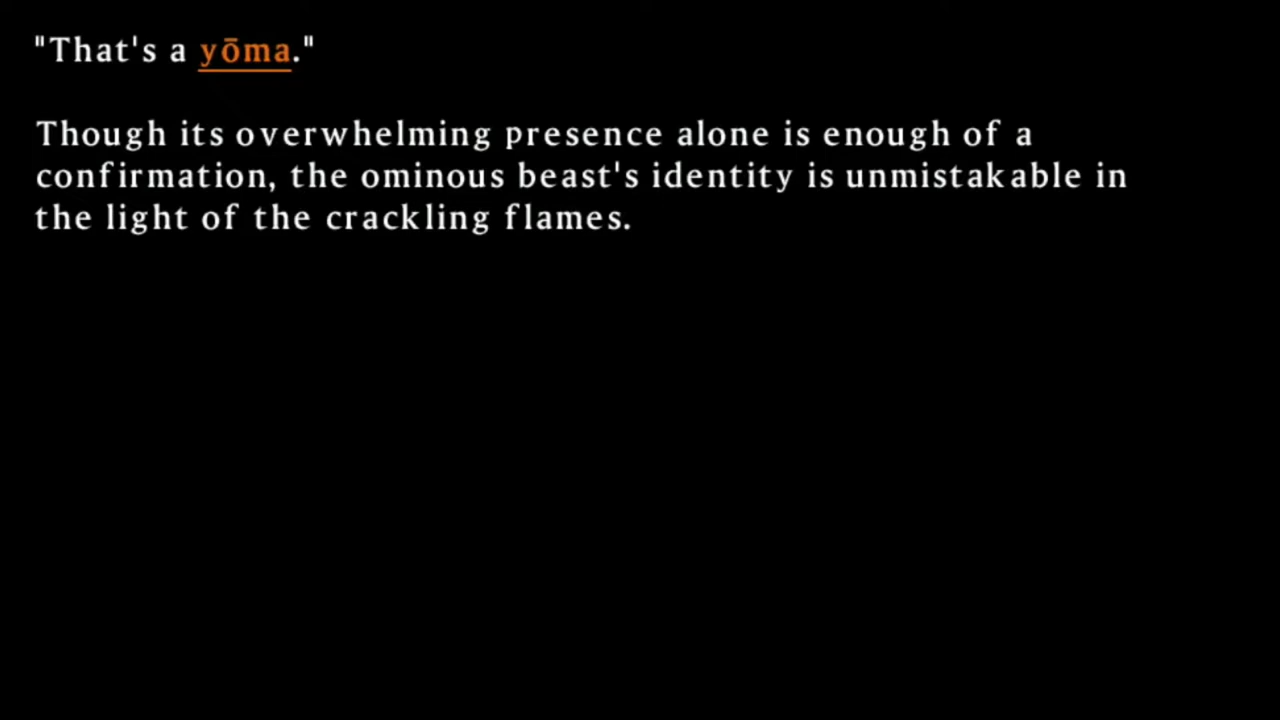 "That's a yōma."
Though its overwhelming presence alone is enough of a
confirmation, the ominous beast's identity is unmistakable in
the light of the crackling flames.